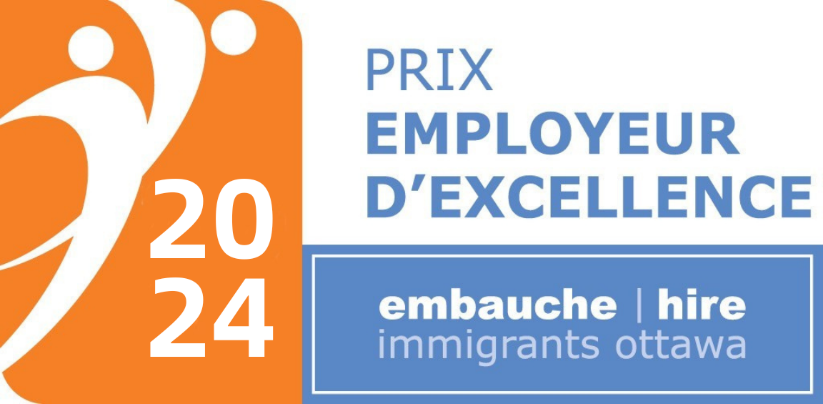 20
24
PRIX
EMPLOYEUR
D’EXCELLENCE
embauche | hire
immigrants ottawa